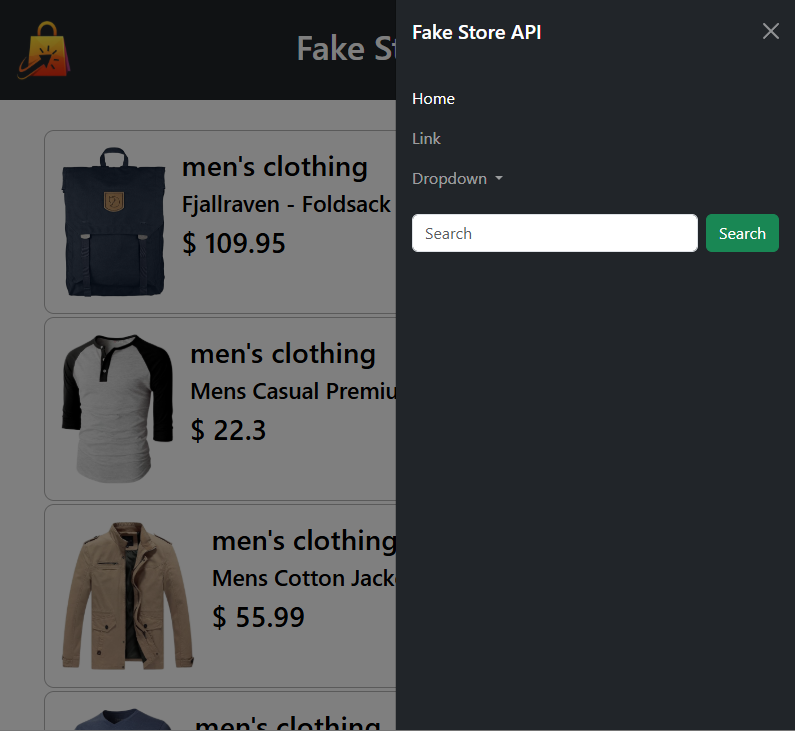 Fake St
men's clothing
Fjallraven - Foldsack
$ 109.95
men's clothing
Mens Casual Premiu
$ 22.3
men's clothing
Mens Cotton Jack
$ 55.99
men's clothing
Fake Store API
Home
Link
Dropdown
Search
Search